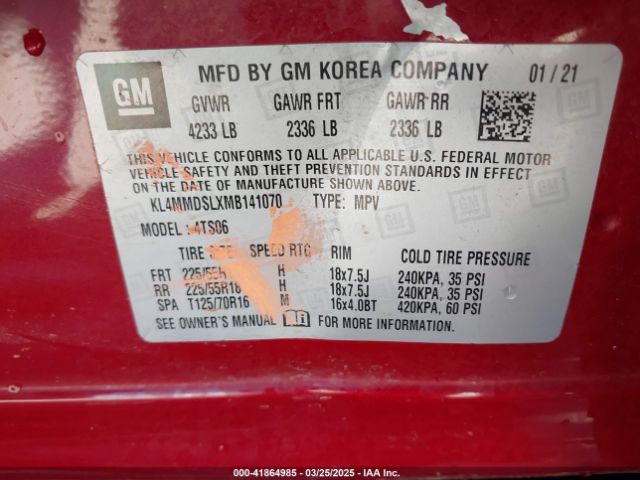 GM MFD BY GM KOREA COMPANY 01/21
GVWR GAWR FRT GAWR RR
4233 LB 2336 LB 2336 LB
THIS VEHICLE CONFORMS TO ALL APPLICABLE U.S. FEDERAL MOTOR
VEHICLE SAFETY AND THEFT PREVENTION STANDARDS IN EFFECT
ON THE DATE OF MANUFACTURE SHOWN ABOVE.
KL4MMDSLXMB141070 TYPE: MPV
MODEL: 4TS06
TIRE SPEED RTG RIM COLD TIRE PRESSURE
FRT 225/55R H 18x7.5J 240KPA, 35 PSI
RR 225/55R18 H 18x7.5J 240KPA, 35 PSI
SPA T125/70R16 M 16x4.0BT 420KPA, 60 PSI
SEE OWNER'S MANUAL FOR MORE INFORMATION.
000-41864985 - 03/25/2025 - IAA Inc.